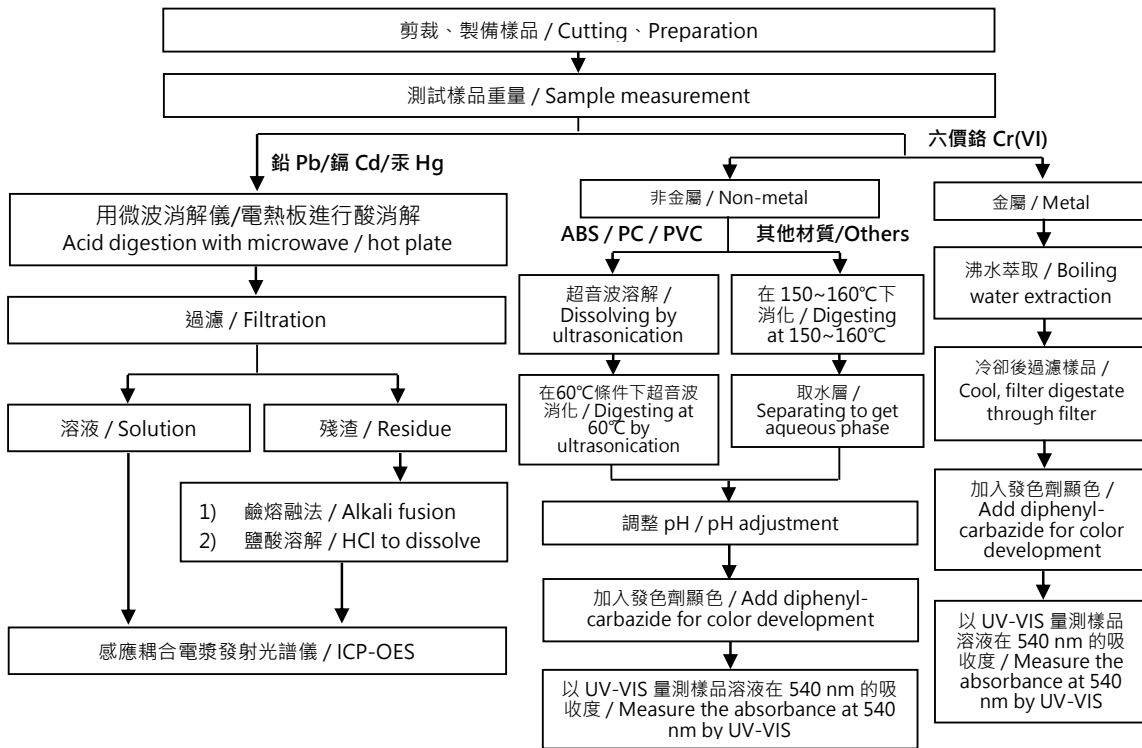 剪裁、製備樣品 / Cutting、Preparation
測試樣品重量 / Sample measurement
鉛 Pb/鎘 Cd/汞 Hg
用微波消解儀/電熱板進行酸消解
Acid digestion with microwave / hot plate
過濾 / Filtration
溶液 / Solution
殘渣 / Residue
1) 鹼熔融法 / Alkali fusion
2) 鹽酸溶解 / HCl to dissolve
感應耦合電漿發射光譜儀 / ICP-OES
六價鉻 Cr(VI)
非金屬 / Non-metal
ABS / PC / PVC
其他材質/Others
超音波溶解 /
Dissolving by
ultrasonication
在60℃條件下超音波
消化 / Digesting at
60℃ by
ultrasonication
在 150~160℃下
消化 / Digesting
at 150~160℃
取水層 /
Separating to get
aqueous phase
調整 pH / pH adjustment
加入發色劑顯色 / Add diphenyl-
carbazide for color development
以 UV-VIS 量測樣品溶液在 540 nm 的吸
收度 / Measure the absorbance at 540
nm by UV-VIS
金屬 / Metal
沸水萃取 / Boiling
water extraction
冷卻後過濾樣品 /
Cool, filter digestate
through filter
加入發色劑顯色 /
Add diphenyl-
carbazide for color
development
以 UV-VIS 量測樣品
溶液在 540 nm 的吸
收度 / Measure the
absorbance at 540
nm by UV-VIS